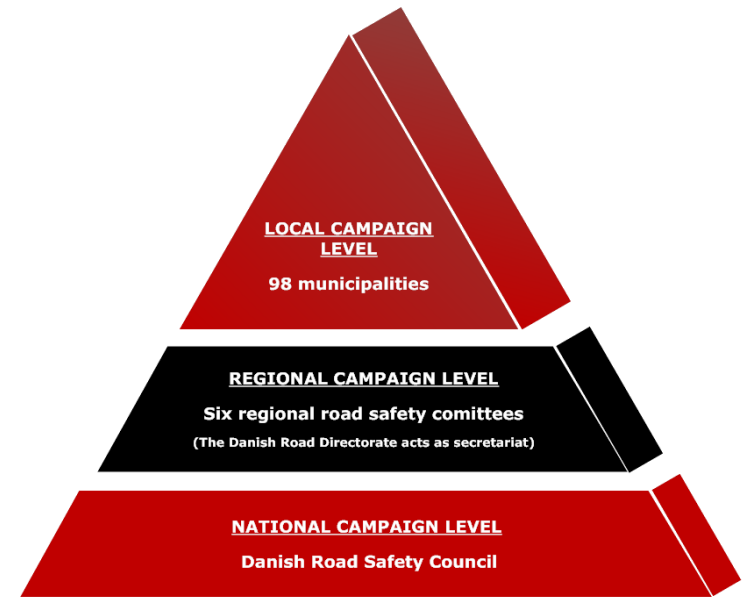 LOCAL CAMPAIGN
LEVEL
98 municipalities
REGIONAL CAMPAIGN LEVEL
Six regional road safety comittees
(The Danish Road Directorate acts as secretariat)
NATIONAL CAMPAIGN LEVEL
Danish Road Safety Council